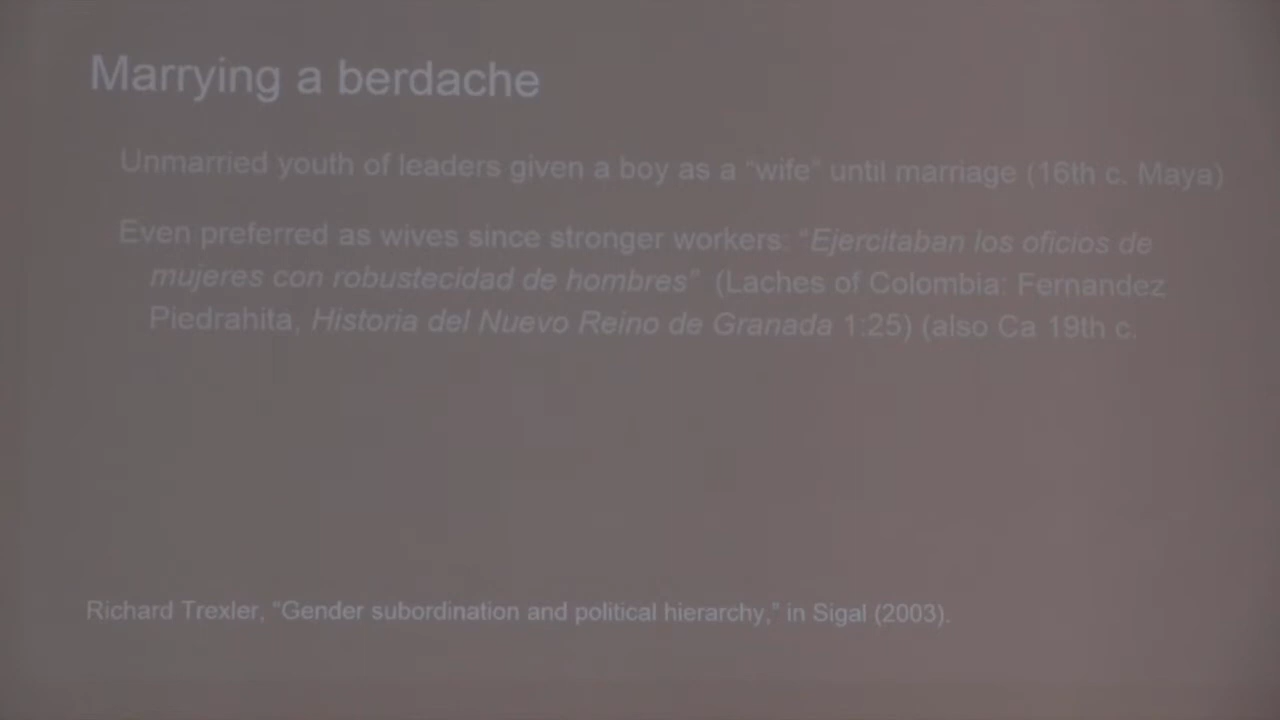 Marrying a berdache
Unmarried youth of leaders given a boy as a "wife" until marriage (16th c. Maya)
Even preferred as wives since stronger workers: "Ejercitaban los oficios de
mujeres con robustecidad de hombres" (Laches of Colombia: Fernandez
Piedrahita, Historia del Nuevo Reino de Granada 1:25) (also Ca 19th c.
Richard Trexler, "Gender subordination and political hierarchy," in Sigal (2003).